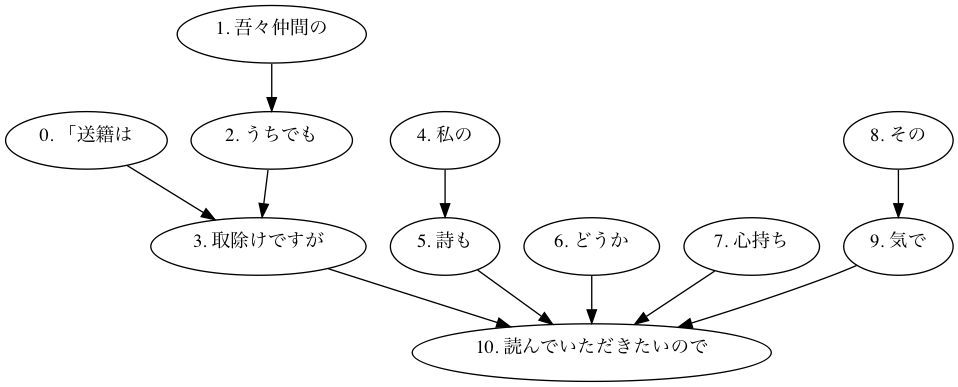 1. 吾々仲間の
0. 「送籍は
2. うちでも
4. 私の
8. その
3. 取除けですが
5. 詩も
6. どうか
7. 心持ち
9. 気で
10. 読んでいただきたいので